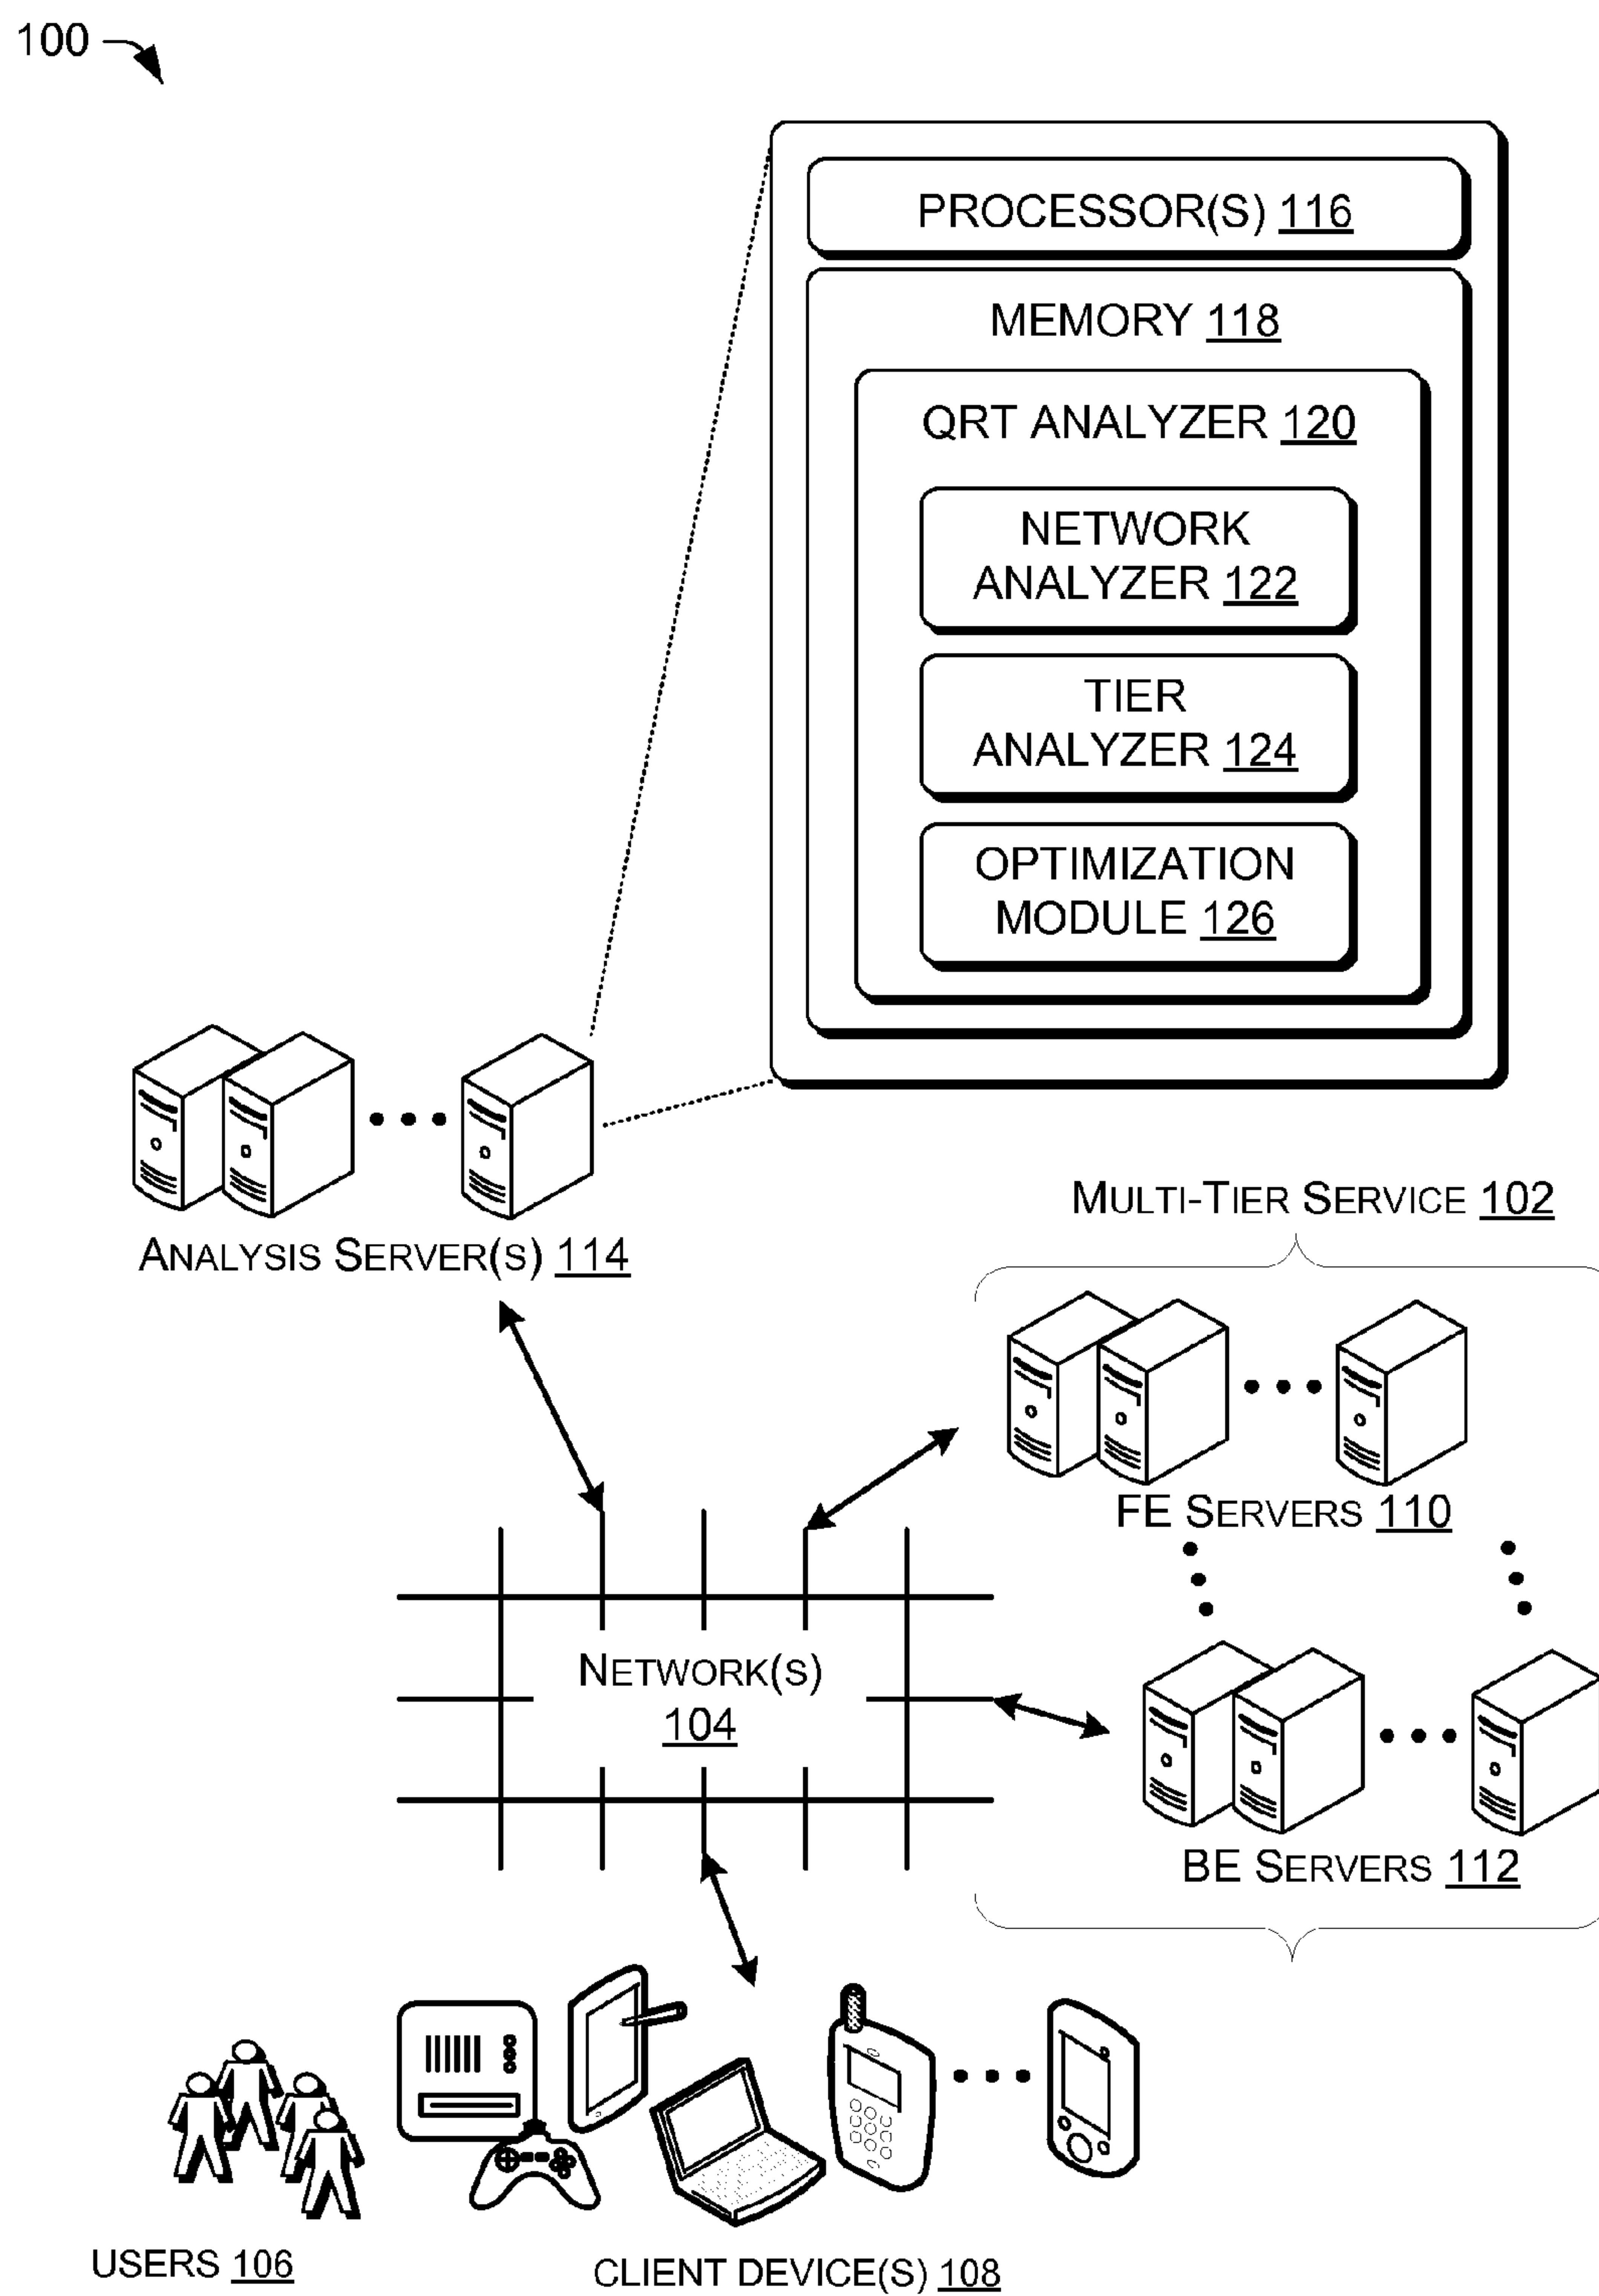 100
PROCESSOR(S) 116
MEMORY 118
QRT ANALYZER 120
NETWORK
ANALYZER 122
TIER
ANALYZER 124
OPTIMIZATION
MODULE 126
MULTI-TIER SERVICE 102
ANALYSIS SERVER(S) 114
FE SERVERS 110
NETWORK(S)
104
BE SERVERS 112
USERS 106
CLIENT DEVICE(S) 108